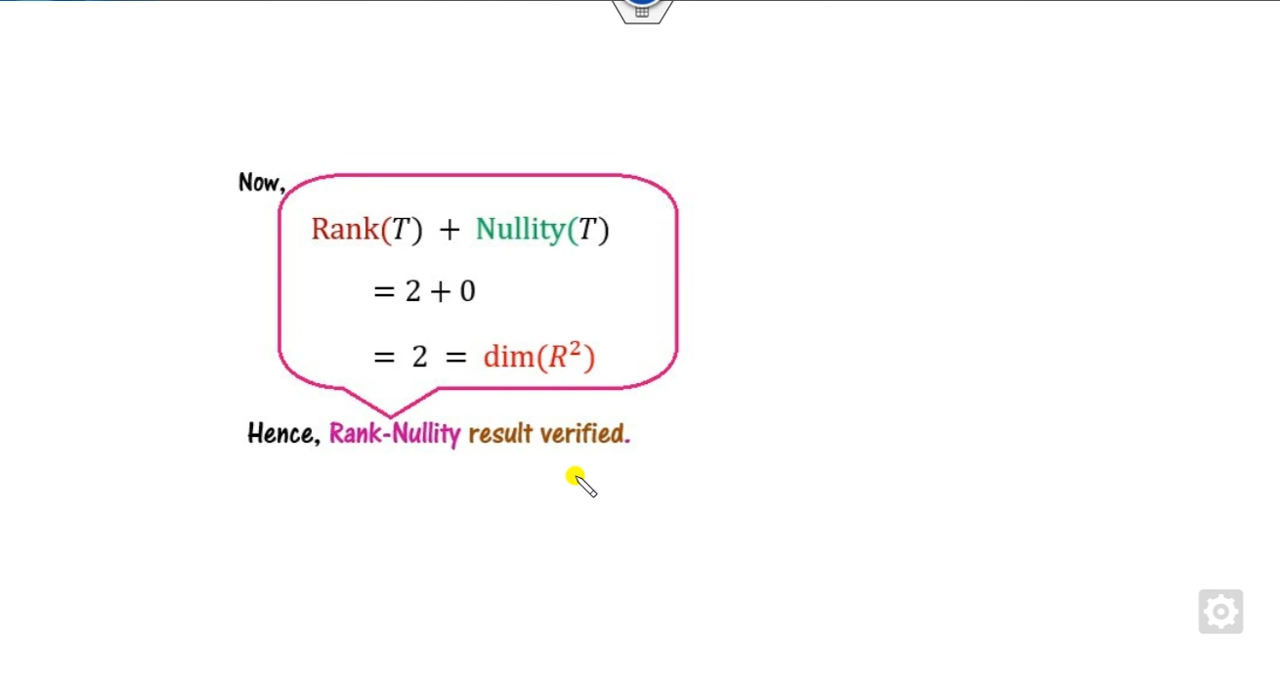 Now,
Rank(T) + Nullity(T)
= 2 + 0
= 2 = dim(R²)
Hence, Rank-Nullity result verified.